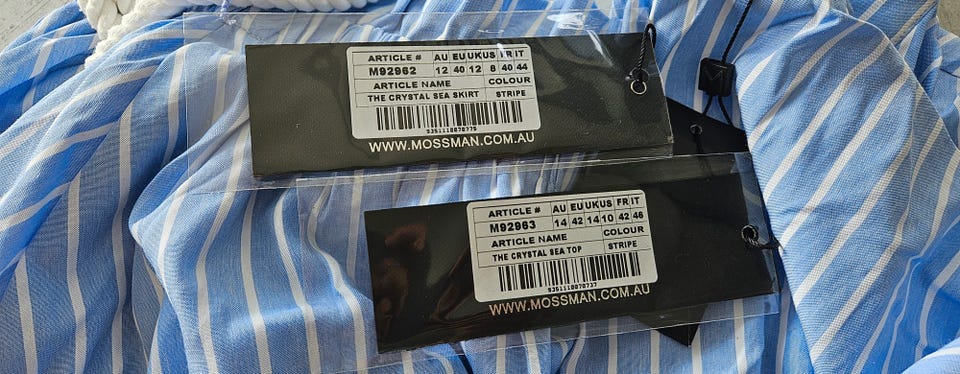 ARTICLE # AU EU UK US FR IT
M92962 12 40 12 8 40 44
ARTICLE NAME COLOUR
THE CRYSTAL SEA SKIRT STRIPE
9351118070775
WWW.MOSSMAN.COM.AU
ARTICLE # AU EU UK US FR IT
M92963 14 42 14 10 42 46
ARTICLE NAME COLOUR
THE CRYSTAL SEA TOP STRIPE
9351118070737
WWW.MOSSMAN.COM.AU